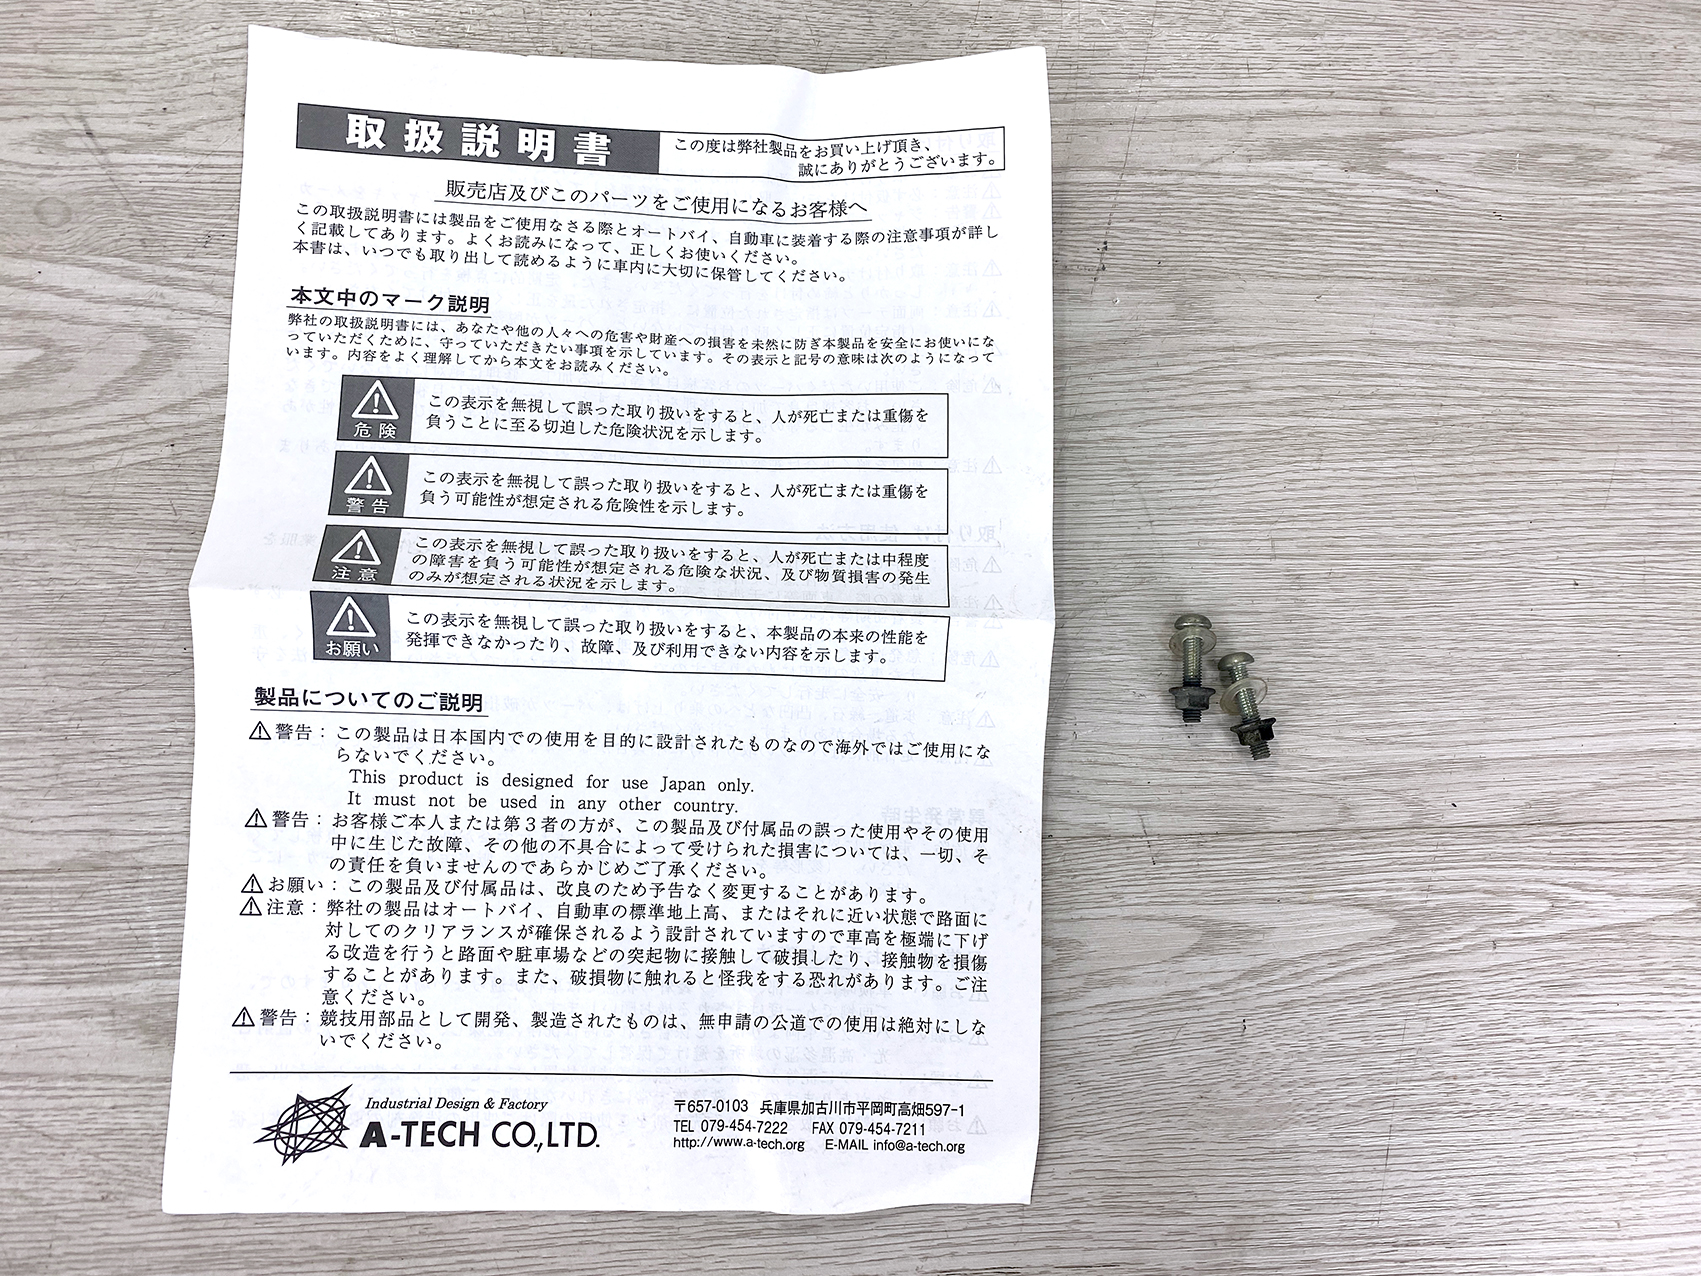 取扱説明書
この度は弊社製品をお買い上げ頂き、
誠にありがとうございます。
販売店及びこのパーツをご使用になるお客様へ
この取扱説明書には製品をご使用なさる際とオートバイ、自動車に装着する際の注意事項が詳し
く記載してあります。よくお読みになって、正しくお使いください。
本書は、いつでも取り出して読めるように車内に大切に保管してください。
本文中のマーク説明
弊社の取扱説明書には、あなたや他の人々への危害や財産への損害を未然に防ぎ本製品を安全にお使いにな
っていただくために、守っていただきたい事項を示しています。その表示と記号の意味は次のようになって
います。内容をよく理解してから本文をお読みください。
危険
この表示を無視して誤った取り扱いをすると、人が死亡または重傷を
負うことに至る切迫した危険状況を示します。
警告
この表示を無視して誤った取り扱いをすると、人が死亡または重傷を
負う可能性が想定される危険性を示します。
注意
この表示を無視して誤った取り扱いをすると、人が死亡または中程度
の障害を負う可能性が想定される危険な状況、及び物質損害の発生
のみが想定される状況を示します。
お願い
この表示を無視して誤った取り扱いをすると、本製品の本来の性能を
発揮できなかったり、故障、及び利用できない内容を示します。
製品についてのご説明
⚠警告：この製品は日本国内での使用を目的に設計されたものなので海外ではご使用にな
らないでください。
This product is designed for use Japan only.
It must not be used in any other country.
⚠警告：お客様ご本人または第３者の方が、この製品及び付属品の誤った使用やその使用
中に生じた故障、その他の不具合によって受けられた損害については、一切、そ
の責任を負いませんのであらかじめご了承ください。
⚠お願い：この製品及び付属品は、改良のため予告なく変更することがあります。
⚠注意：弊社の製品はオートバイ、自動車の標準地上高、またはそれに近い状態で路面に
対してのクリアランスが確保されるよう設計されていますので車高を極端に下げ
る改造を行うと路面や駐車場などの突起物に接触して破損したり、接触物を損傷
することがあります。また、破損物に触れると怪我をする恐れがあります。ご注
意ください。
⚠警告：競技用部品として開発、製造されたものは、無申請の公道での使用は絶対にしな
いでください。
Industrial Design & Factory
A-TECH CO.,LTD.
〒657-0103 兵庫県加古川市平岡町高畑597-1
TEL 079-454-7222 FAX 079-454-7211
http://www.a-tech.org E-MAIL info@a-tech.org